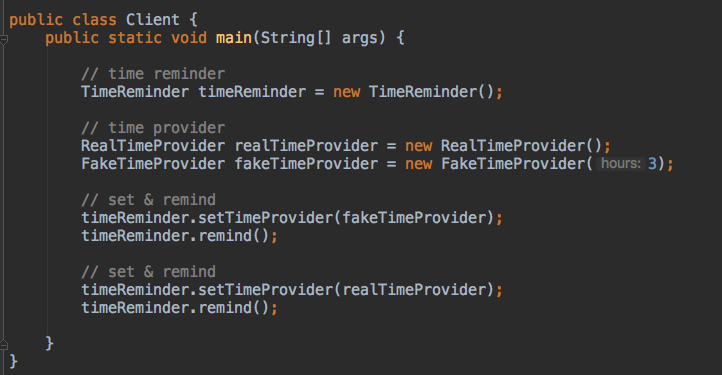 public class Client {
    public static void main(String[] args) {

        // time reminder
        TimeReminder timeReminder = new TimeReminder();

        // time provider
        RealTimeProvider realTimeProvider = new RealTimeProvider();
        FakeTimeProvider fakeTimeProvider = new FakeTimeProvider( hours: 3);

        // set & remind
        timeReminder.setTimeProvider(fakeTimeProvider);
        timeReminder.remind();

        // set & remind
        timeReminder.setTimeProvider(realTimeProvider);
        timeReminder.remind();

    }
}